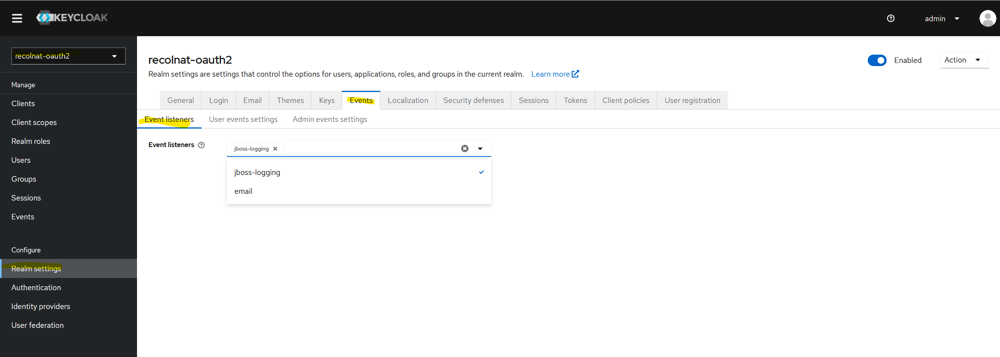 KEYCLOAK
admin
recolnat-oauth2
Manage
Clients
Client scopes
Realm roles
Users
Groups
Sessions
Events
Configure
Realm settings
Authentication
Identity providers
User federation
recolnat-oauth2
Enabled
Action
Realm settings are settings that control the options for users, applications, roles, and groups in the current realm. Learn more
General Login Email Themes Keys Events Localization Security defenses Sessions Tokens Client policies User registration
Event listeners User events settings Admin events settings
Event listeners
jboss-logging
jboss-logging
email